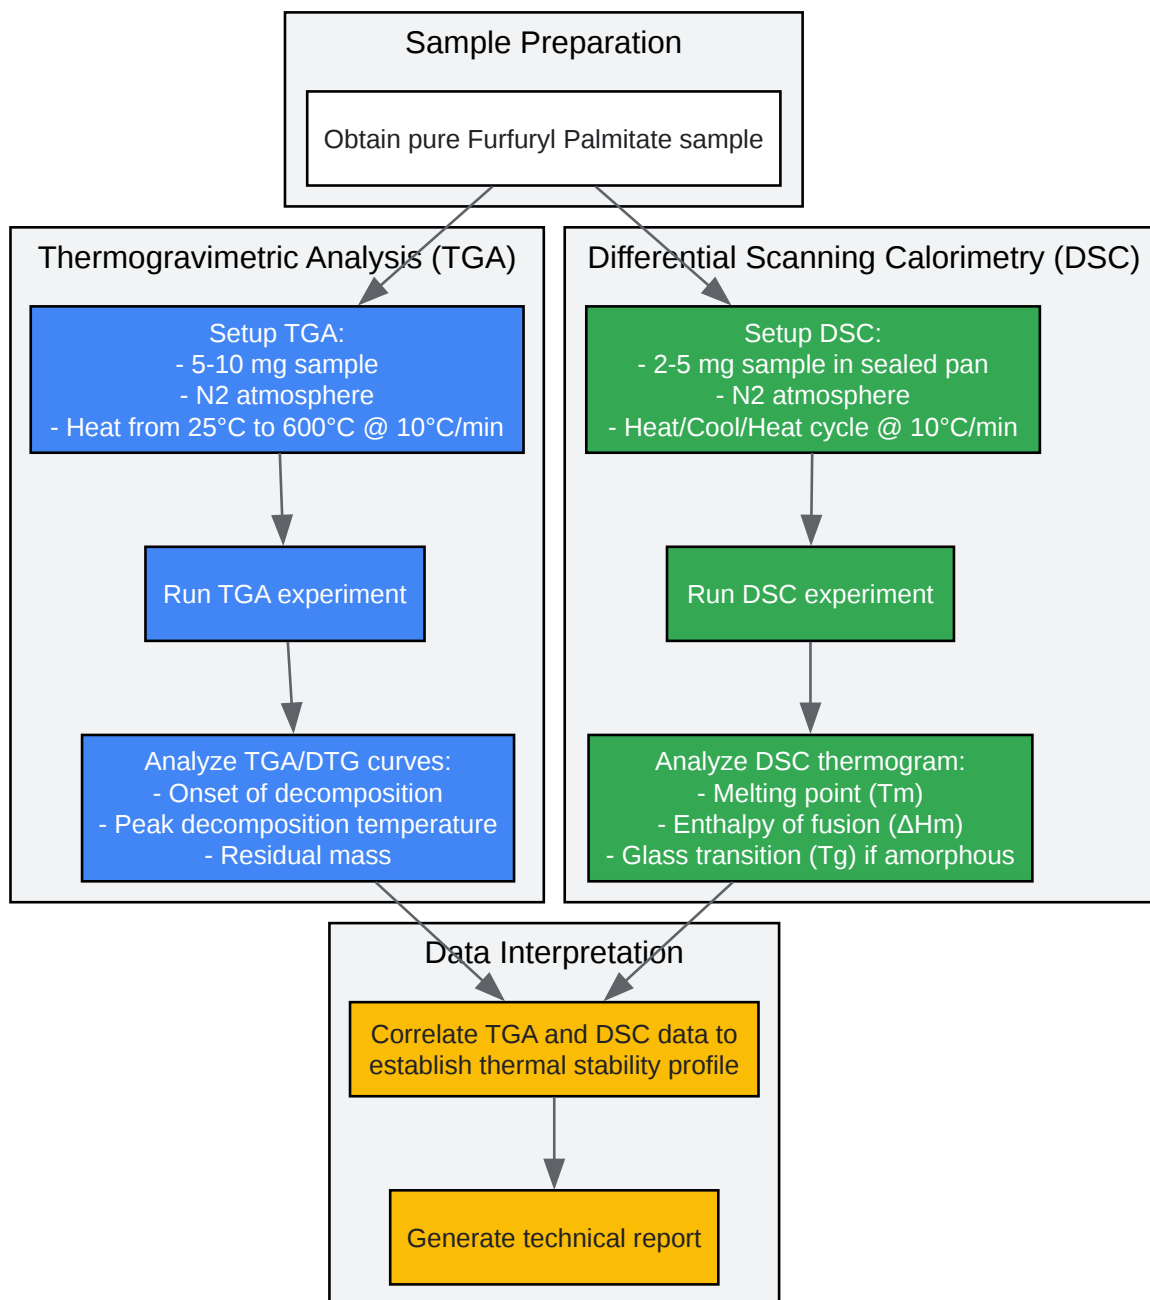 Sample Preparation
Obtain pure Furfuryl Palmitate sample
Thermogravimetric Analysis (TGA)
Setup TGA:
- 5-10 mg sample
- N2 atmosphere
- Heat from 25°C to 600°C @ 10°C/min
Run TGA experiment
Analyze TGA/DTG curves:
- Onset of decomposition
- Peak decomposition temperature
- Residual mass
Differential Scanning Calorimetry (DSC)
Setup DSC:
- 2-5 mg sample in sealed pan
- N2 atmosphere
- Heat/Cool/Heat cycle @ 10°C/min
Run DSC experiment
Analyze DSC thermogram:
- Melting point (Tm)
- Enthalpy of fusion (ΔHm)
- Glass transition (Tg) if amorphous
Data Interpretation
Correlate TGA and DSC data to
establish thermal stability profile
Generate technical report